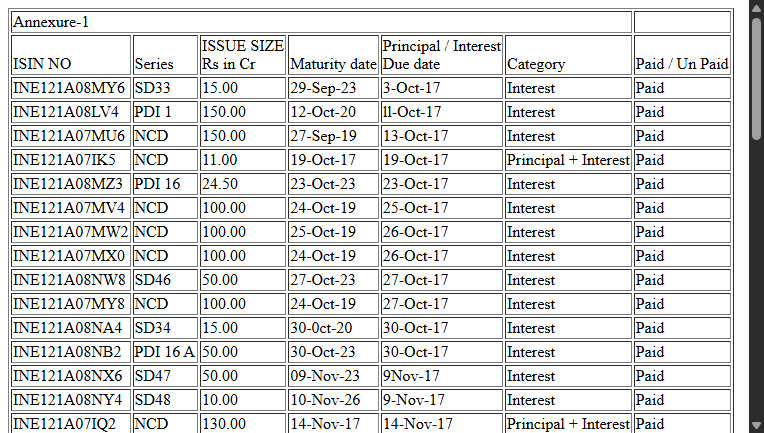 Annexure-1
ISIN NO Series ISSUE SIZE Rs in Cr Maturity date Principal / Interest Due date Category Paid / Un Paid
INE121A08MY6 SD33 15.00 29-Sep-23 3-Oct-17 Interest Paid
INE121A08LV4 PDI 1 150.00 12-Oct-20 ll-Oct-17 Interest Paid
INE121A07MU6 NCD 150.00 27-Sep-19 13-Oct-17 Interest Paid
INE121A07IK5 NCD 11.00 19-Oct-17 19-Oct-17 Principal + Interest Paid
INE121A08MZ3 PDI 16 24.50 23-Oct-23 23-Oct-17 Interest Paid
INE121A07MV4 NCD 100.00 24-Oct-19 25-Oct-17 Interest Paid
INE121A07MW2 NCD 100.00 25-Oct-19 26-Oct-17 Interest Paid
INE121A07MX0 NCD 100.00 24-Oct-19 26-Oct-17 Interest Paid
INE121A08NW8 SD46 50.00 27-Oct-23 27-Oct-17 Interest Paid
INE121A07MY8 NCD 100.00 24-Oct-19 27-Oct-17 Interest Paid
INE121A08NA4 SD34 15.00 30-0ct-20 30-Oct-17 Interest Paid
INE121A08NB2 PDI 16 A 50.00 30-Oct-23 30-Oct-17 Interest Paid
INE121A08NX6 SD47 50.00 09-Nov-23 9Nov-17 Interest Paid
INE121A08NY4 SD48 10.00 10-Nov-26 9-Nov-17 Interest Paid
INE121A07IQ2 NCD 130.00 14-Nov-17 14-Nov-17 Principal + Interest Paid